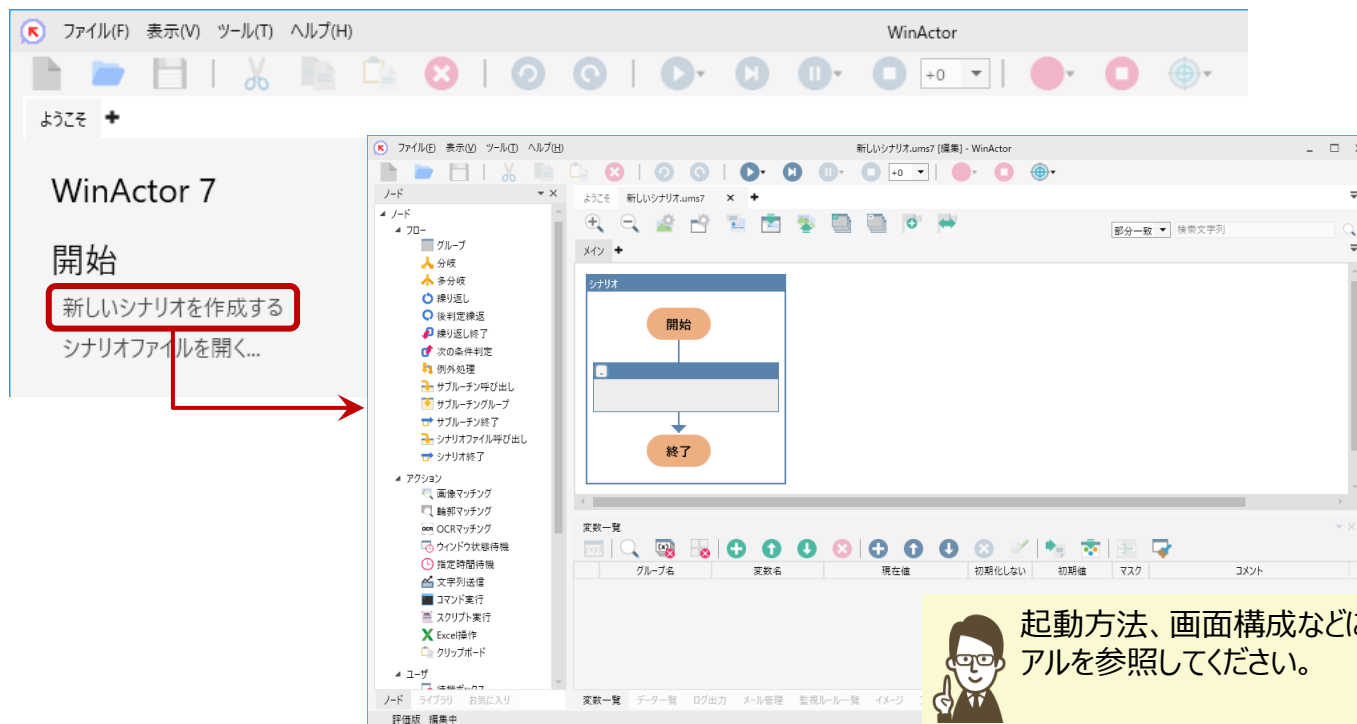 ファイル(F) 表示(V) ツール(T) ヘルプ(H)
WinActor
+0
ようこそ
WinActor 7
開始
新しいシナリオを作成する
シナリオファイルを開く...
ファイル(F) 表示(V) ツール(T) ヘルプ(H)
新しいシナリオ.ums7 [編集] - WinActor
+0
ノード
ノード
フロー
グループ
分岐
多分岐
繰り返し
後判定繰返
繰り返し終了
次の条件判定
例外処理
サブルーチン呼び出し
サブルーチングループ
サブルーチン終了
シナリオファイル呼び出し
シナリオ終了
アクション
画像マッチング
輪郭マッチング
OCRマッチング
ウィンドウ状態待機
指定時間待機
文字列送信
コマンド実行
スクリプト実行
Excel操作
クリップボード
ユーザ
待機ボックス
ノード ライブラリ お気に入り
評価版 編集中
ようこそ 新しいシナリオ.ums7
部分一致 検索文字列
メイン
シナリオ
開始
終了
変数一覧
グループ名 変数名 現在値 初期化しない 初期値 マスク コメント
変数一覧 データ一覧 ログ出力 メール管理 監視ルール一覧 イメージ
起動方法、画面構成などに
アルを参照してください。